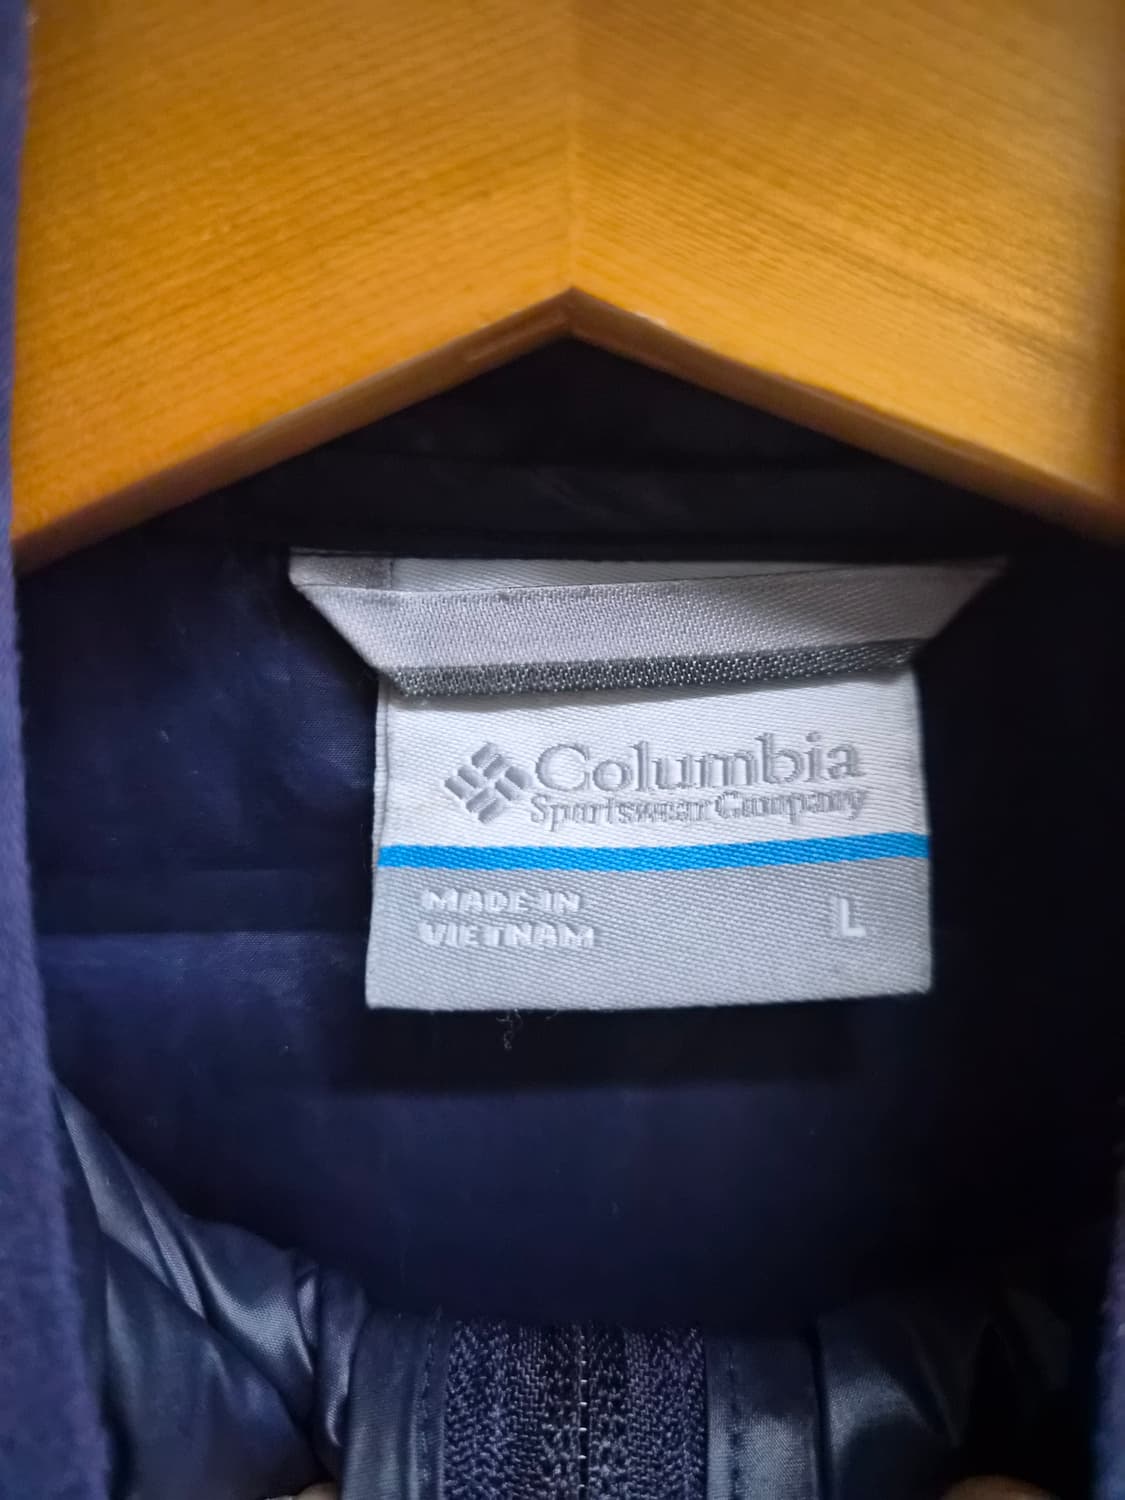 Columbia
Sportswear Company
MADE IN
VIETNAM
L